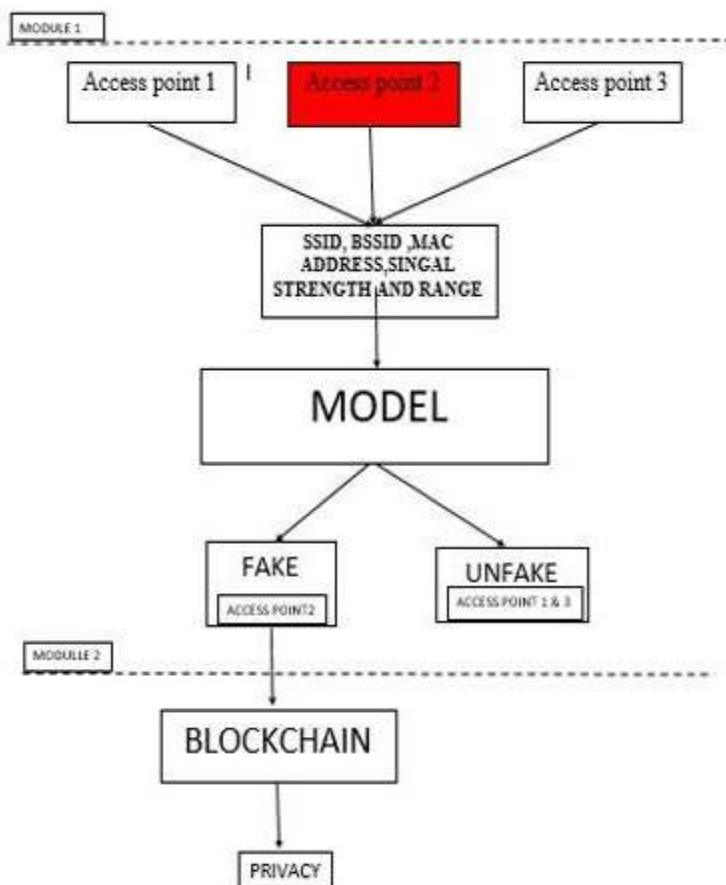 MODULE 1
Access point 1
Access point 2
Access point 3
SSID, BSSID ,MAC
ADDRESS,SINGAL
STRENGTH AND RANGE
MODEL
FAKE
ACCESS POINT2
UNFAKE
ACCESS POINT 1 & 3
MODULLE 2
BLOCKCHAIN
PRIVACY